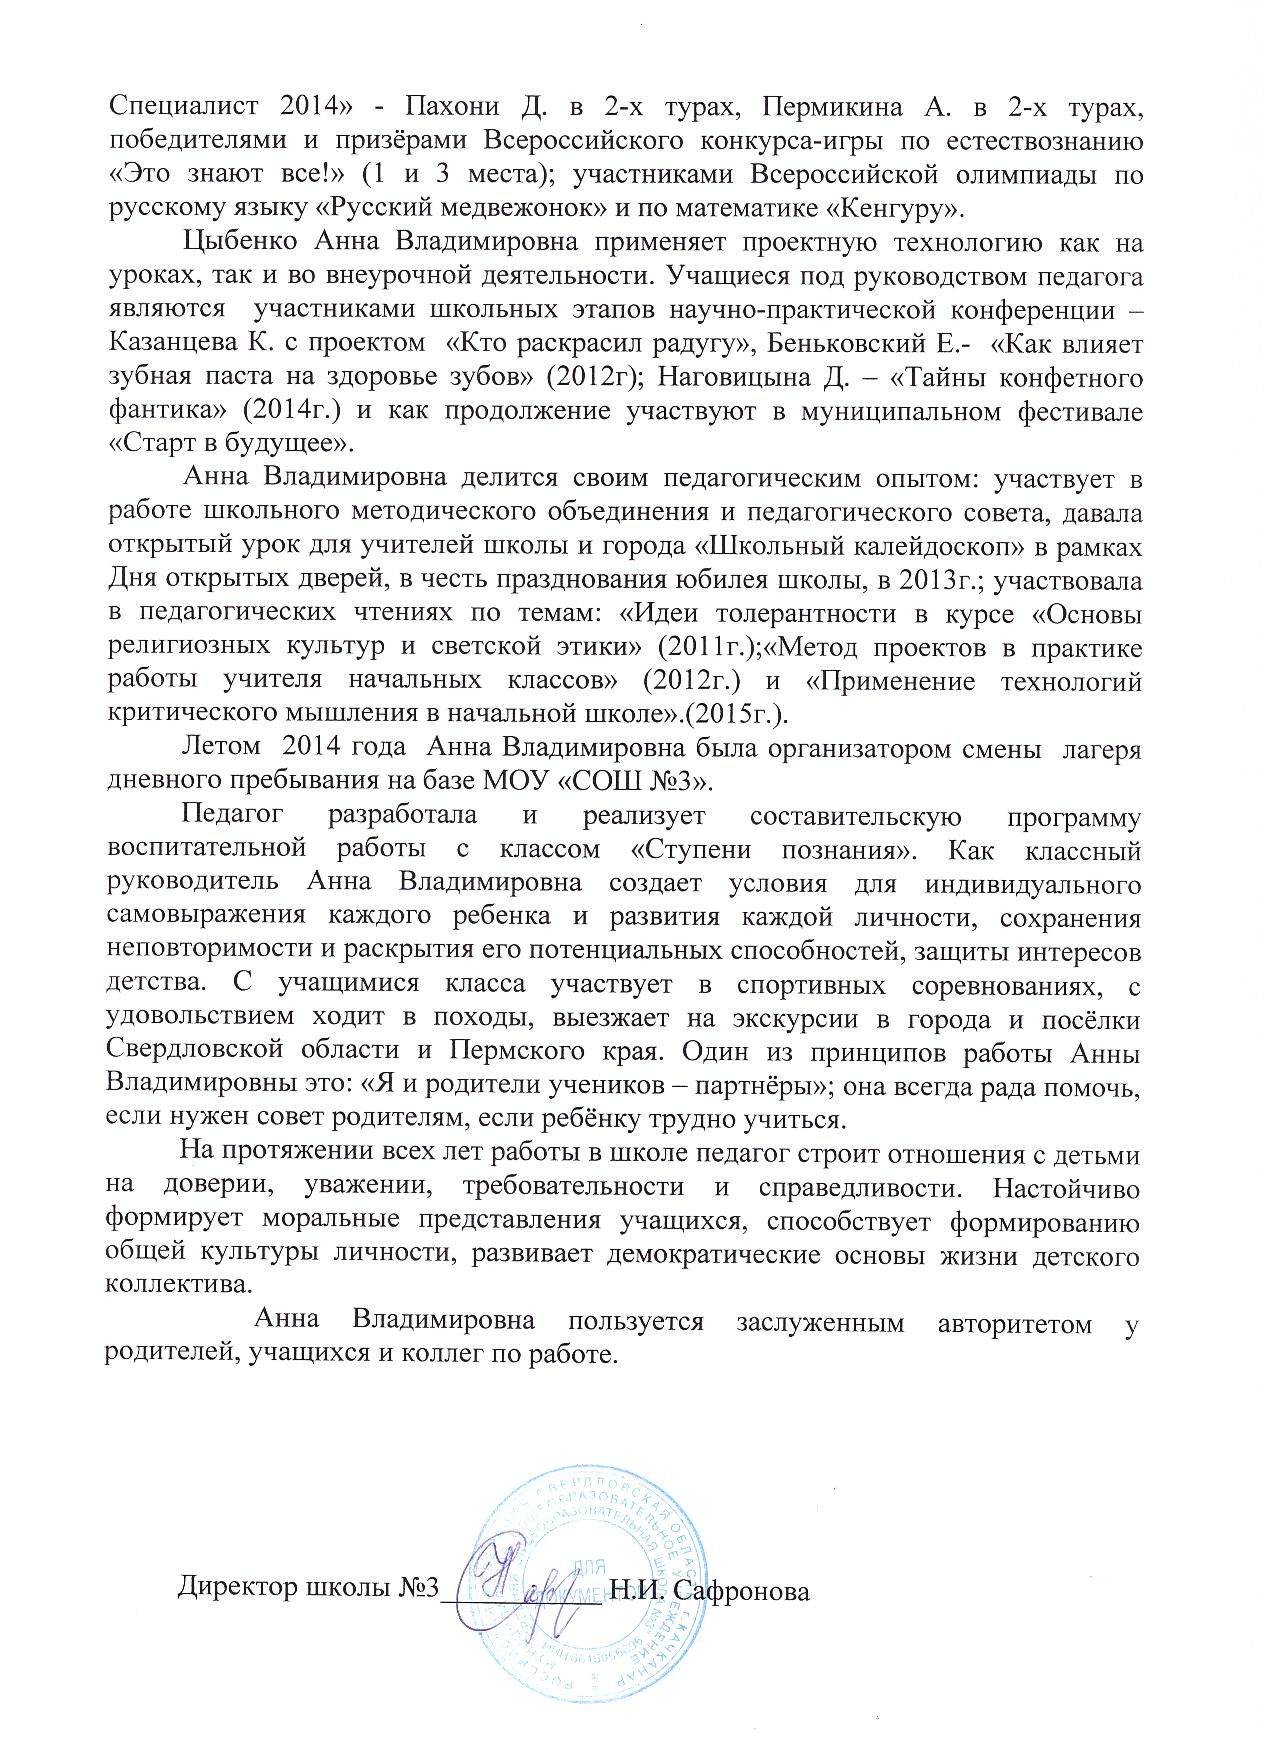 Специалист 2014» - Пахони Д. в 2-х турах, Пермикина А. в 2-х турах,
победителями и призёрами Всероссийского конкурса-игры по естествознанию
«Это знают все!» (1 и 3 места); участниками Всероссийской олимпиады по
русскому языку «Русский медвежонок» и по математике «Кенгуру».
Цыбенко Анна Владимировна применяет проектную технологию как на
уроках, так и во внеурочной деятельности. Учащиеся под руководством педагога
являются участниками школьных этапов научно-практической конференции –
Казанцева К. с проектом «Кто раскрасил радугу», Беньковский Е.- «Как влияет
зубная паста на здоровье зубов» (2012г); Наговицына Д. – «Тайны конфетного
фантика» (2014г.) и как продолжение участвуют в муниципальном фестивале
«Старт в будущее».
Анна Владимировна делится своим педагогическим опытом: участвует в
работе школьного методического объединения и педагогического совета, давала
открытый урок для учителей школы и города «Школьный калейдоскоп» в рамках
Дня открытых дверей, в честь празднования юбилея школы, в 2013г.; участвовала
в педагогических чтениях по темам: «Идеи толерантности в курсе «Основы
религиозных культур и светской этики» (2011г.);«Метод проектов в практике
работы учителя начальных классов» (2012г.) и «Применение технологий
критического мышления в начальной школе».(2015г.).
Летом 2014 года Анна Владимировна была организатором смены лагеря
дневного пребывания на базе МОУ «СОШ №3».
Педагог разработала и реализует составительскую программу
воспитательной работы с классом «Ступени познания». Как классный
руководитель Анна Владимировна создает условия для индивидуального
самовыражения каждого ребенка и развития каждой личности, сохранения
неповторимости и раскрытия его потенциальных способностей, защиты интересов
детства. С учащимися класса участвует в спортивных соревнованиях, с
удовольствием ходит в походы, выезжает на экскурсии в города и посёлки
Свердловской области и Пермского края. Один из принципов работы Анны
Владимировны это: «Я и родители учеников – партнёры»; она всегда рада помочь,
если нужен совет родителям, если ребёнку трудно учиться.
На протяжении всех лет работы в школе педагог строит отношения с детьми
на доверии, уважении, требовательности и справедливости. Настойчиво
формирует моральные представления учащихся, способствует формированию
общей культуры личности, развивает демократические основы жизни детского
коллектива.
Анна Владимировна пользуется заслуженным авторитетом у
родителей, учащихся и коллег по работе.
Директор школы №3___________ Н.И. Сафронова
СВЕРДЛОВСКАЯ ОБЛАСТЬ Г.КАЧКАНАР
ОБЩЕОБРАЗОВАТЕЛЬНОЕ УЧРЕЖДЕНИЕ
ОБЩЕОБРАЗОВАТЕЛЬНАЯ ШКОЛА №3
ДЛЯ
ДОКУМЕНТОВ